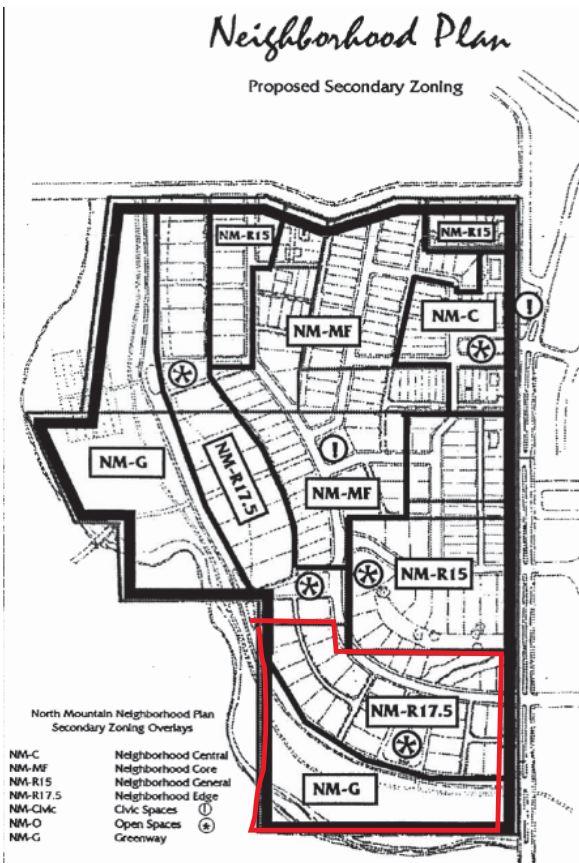 Neighborhood Plan
Proposed Secondary Zoning
NM-R15
NM-R15
NM-MF
NM-C
NM-G
NM-R17.5
NM-MF
NM-R15
NM-R17.5
NM-G
North Mountain Neighborhood Plan
Secondary Zoning Overlays
NM-C Neighborhood Central
NM-MF Neighborhood Core
NM-R15 Neighborhood General
NM-R17.5 Neighborhood Edge
NM-Civic Civic Spaces (!)
NM-O Open Spaces (*)
NM-G Greenway